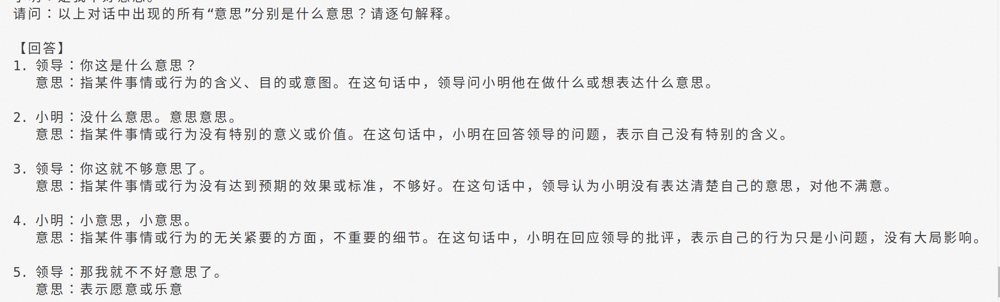 请问：以上对话中出现的所有“意思”分别是什么意思？请逐句解释。
【回答】
1. 领导：你这是什么意思？
意思：指某件事情或行为的含义、目的或意图。在这句话中，领导问小明他在做什么或想表达什么意思。
2. 小明：没什么意思。意思意思。
意思：指某件事情或行为没有特别的意义或价值。在这句话中，小明在回答领导的问题，表示自己没有特别的含义。
3. 领导：你这就不够意思了。
意思：指某件事情或行为没有达到预期的效果或标准，不够好。在这句话中，领导认为小明没有表达清楚自己的意思，对他不满意。
4. 小明：小意思，小意思。
意思：指某件事情或行为的无关紧要的方面，不重要的细节。在这句话中，小明在回应领导的批评，表示自己的行为只是小问题，没有大局影响。
5. 领导：那我就不不好意思了。
意思：表示愿意或乐意